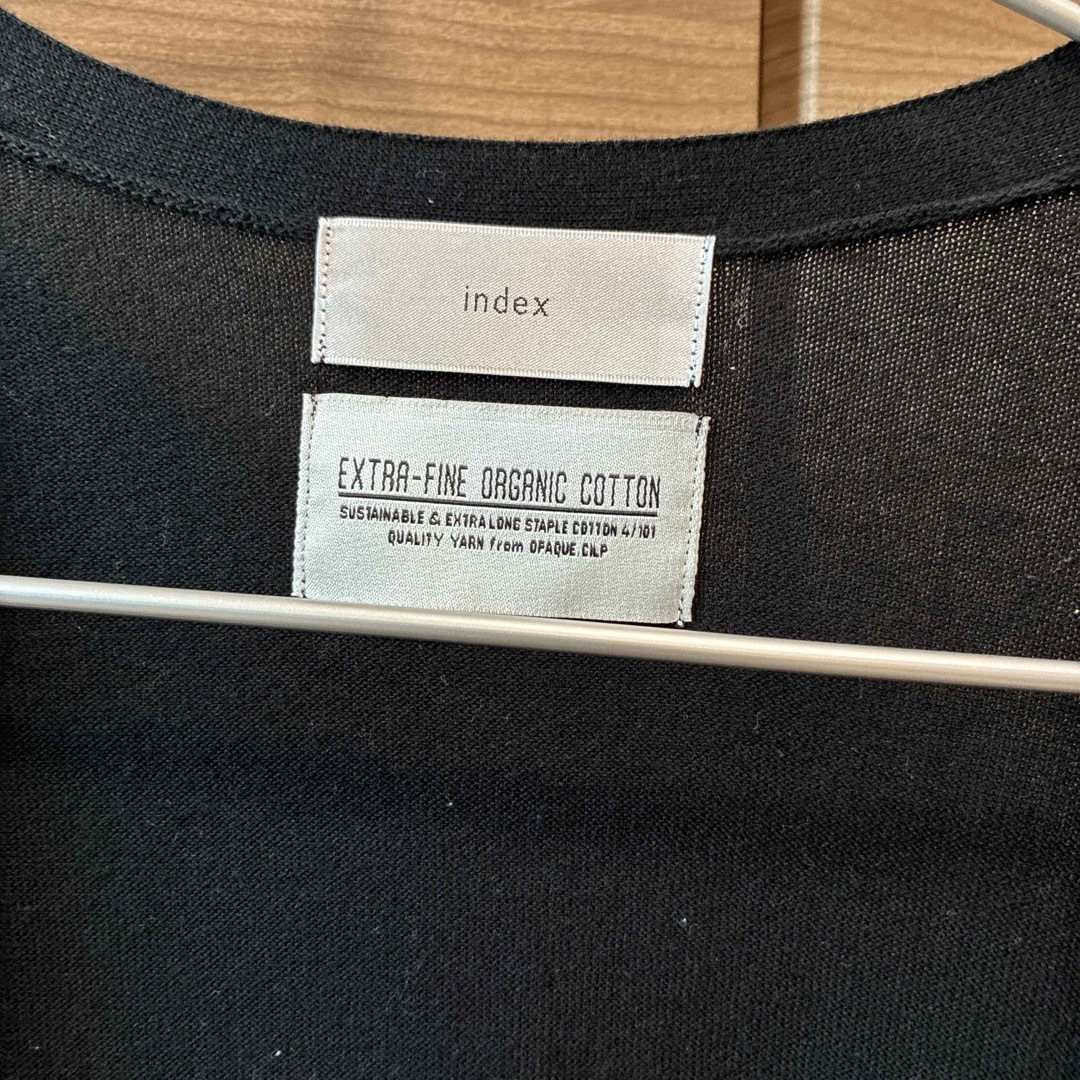 index
EXTRA-FINE ORGANIC COTTON
SUSTAINABLE & EXTRA LONG STAPLE COTTON 4/101
QUALITY YARN from OPAQUE.CILP